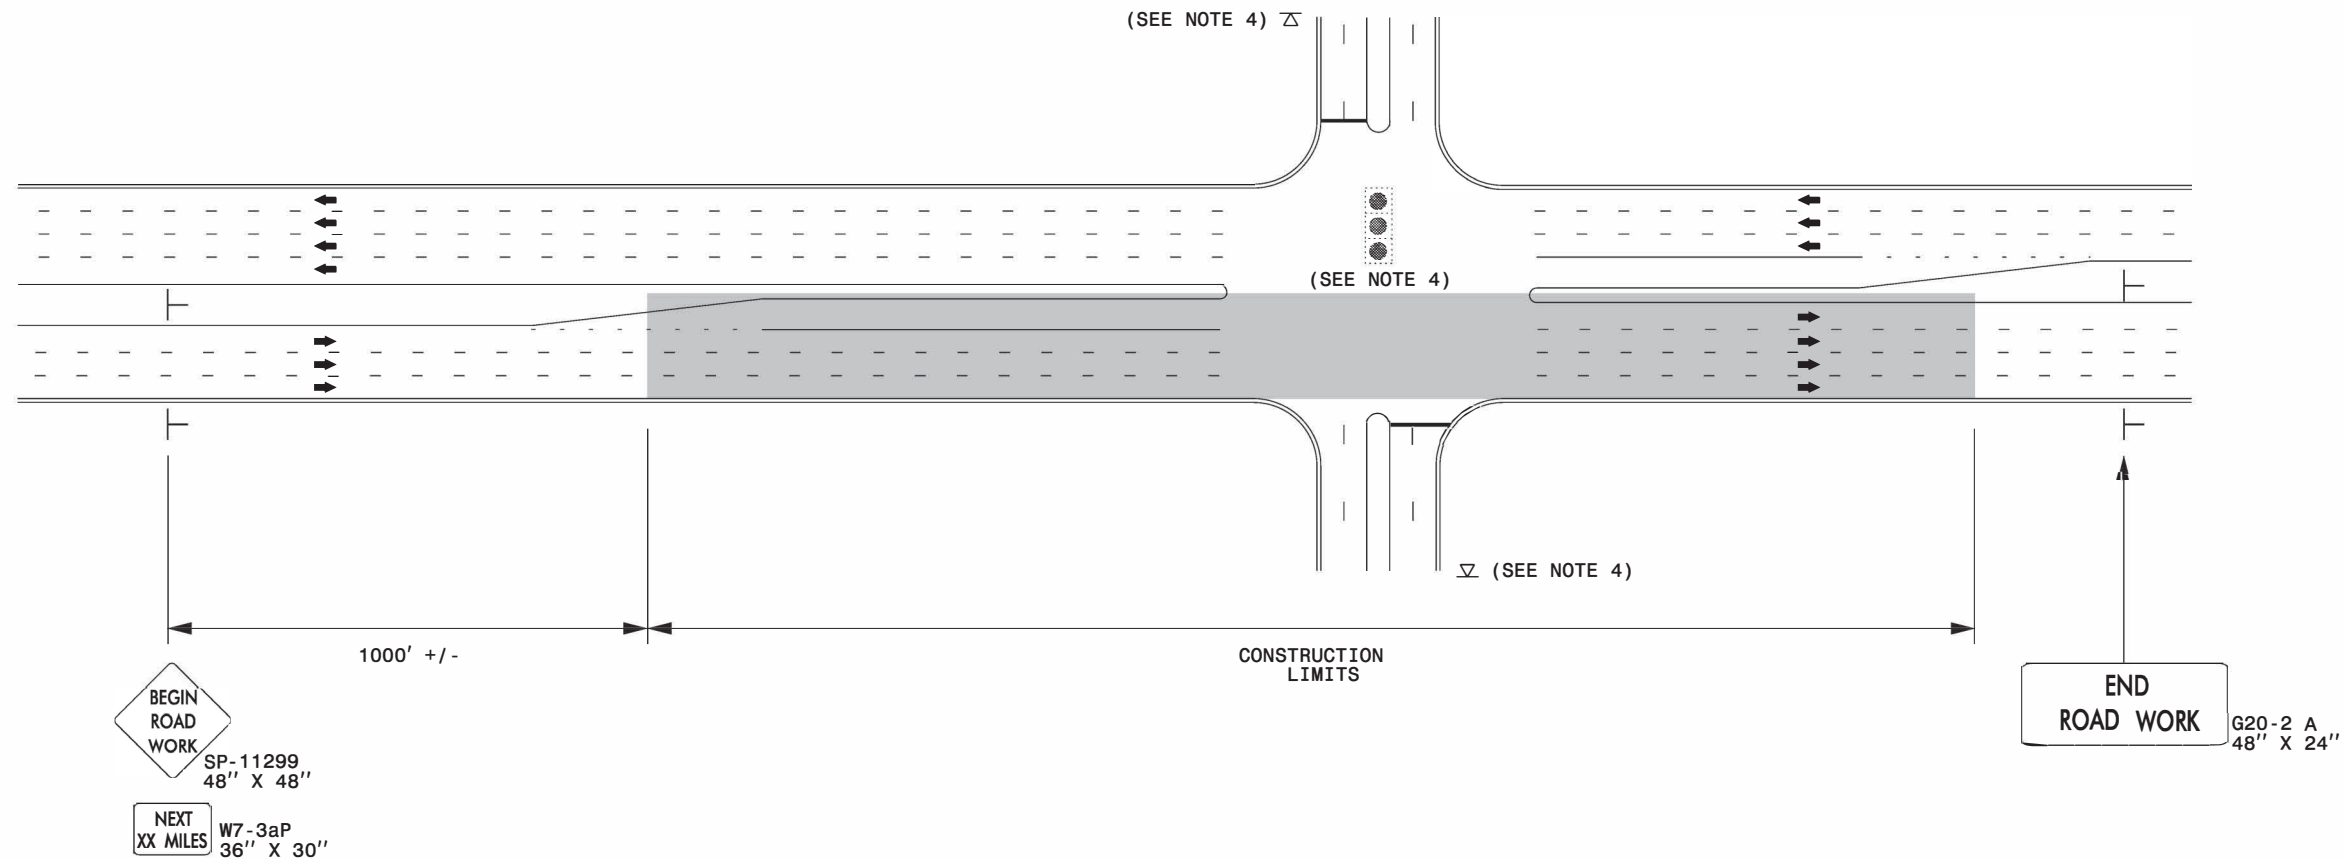 (SEE NOTE 4)
(SEE NOTE 4)
(SEE NOTE 4)
1000' +/-
CONSTRUCTION
LIMITS
BEGIN
ROAD
WORK
SP-11299
48'' X 48''
NEXT
XX MILES
W7-3aP
36'' X 30''
END
ROAD WORK
G20-2 A
48'' X 24''